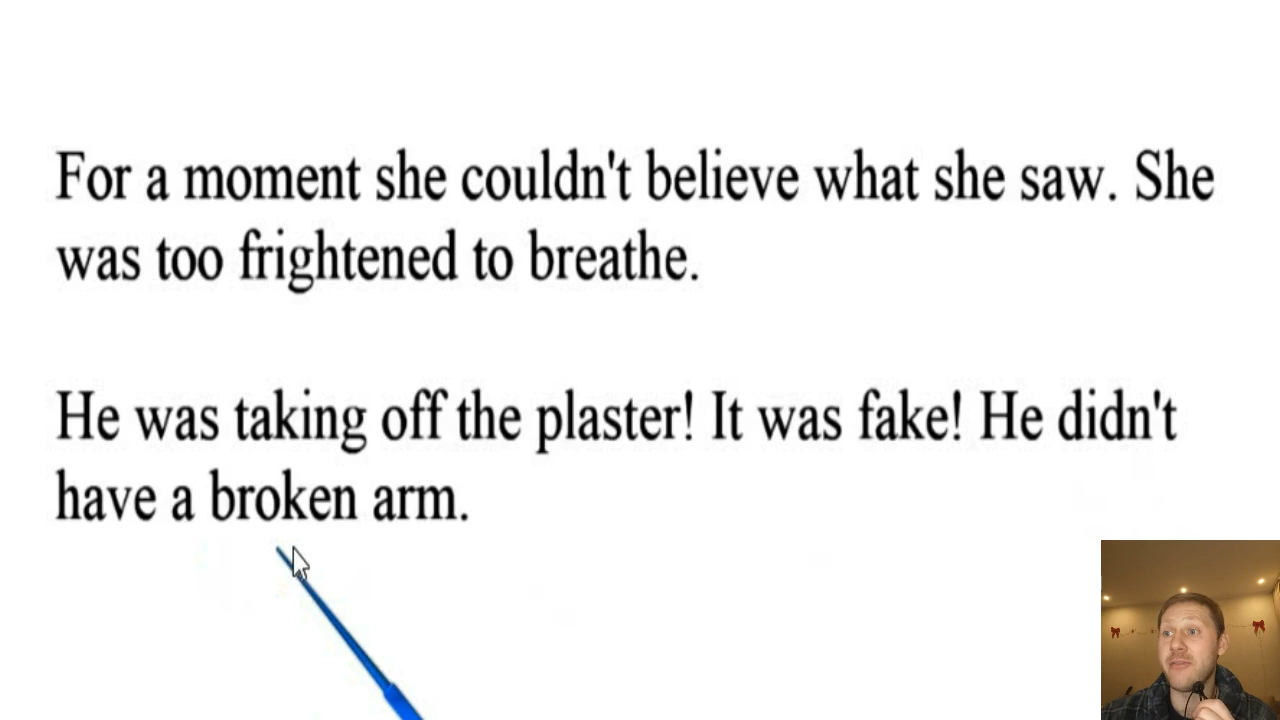 For a moment she couldn't believe what she saw. She
was too frightened to breathe.
He was taking off the plaster! It was fake! He didn't
have a broken arm.